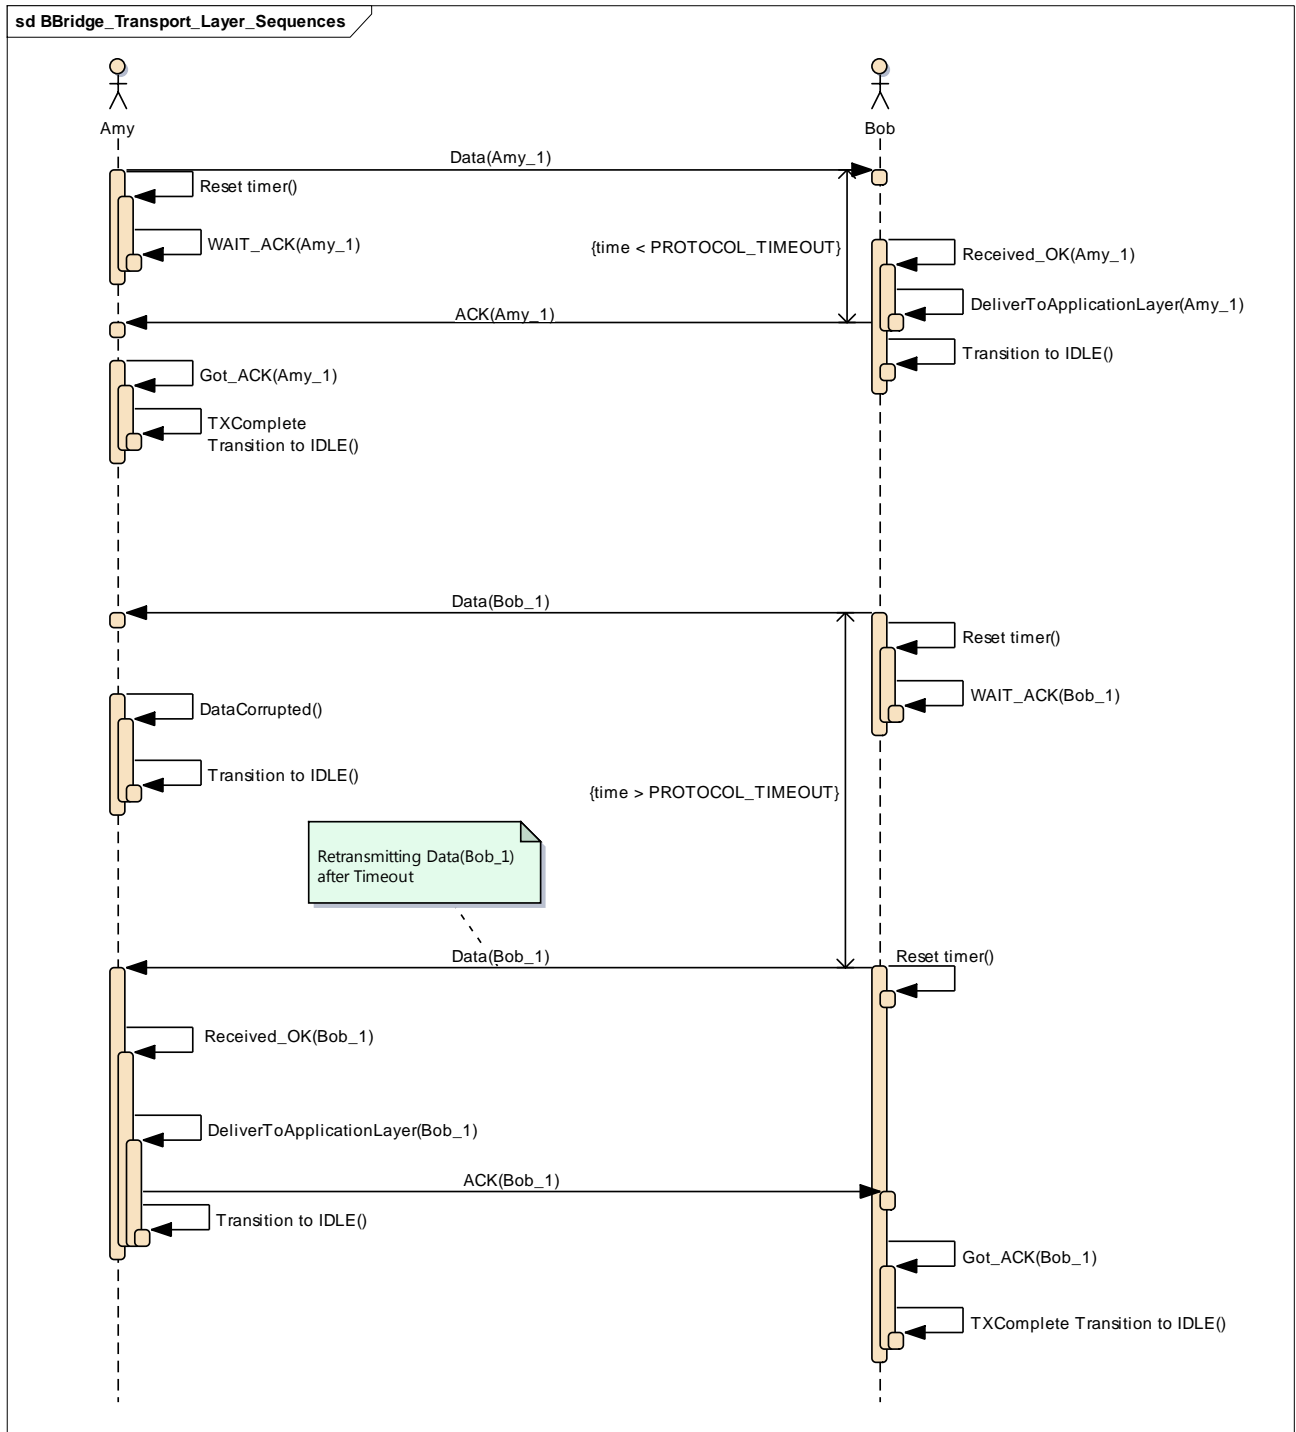 sd BBridge_Transport_Layer_Sequences
Amy
Bob
Data(Amy_1)
Reset timer()
WAIT_ACK(Amy_1)
{time < PROTOCOL_TIMEOUT}
Received_OK(Amy_1)
DeliverToApplicationLayer(Amy_1)
ACK(Amy_1)
Transition to IDLE()
Got_ACK(Amy_1)
TXComplete
Transition to IDLE()
Data(Bob_1)
Reset timer()
WAIT_ACK(Bob_1)
DataCorrupted()
Transition to IDLE()
{time > PROTOCOL_TIMEOUT}
Retransmitting Data(Bob_1)
after Timeout
Data(Bob_1)
Reset timer()
Received_OK(Bob_1)
DeliverToApplicationLayer(Bob_1)
ACK(Bob_1)
Transition to IDLE()
Got_ACK(Bob_1)
TXComplete Transition to IDLE()